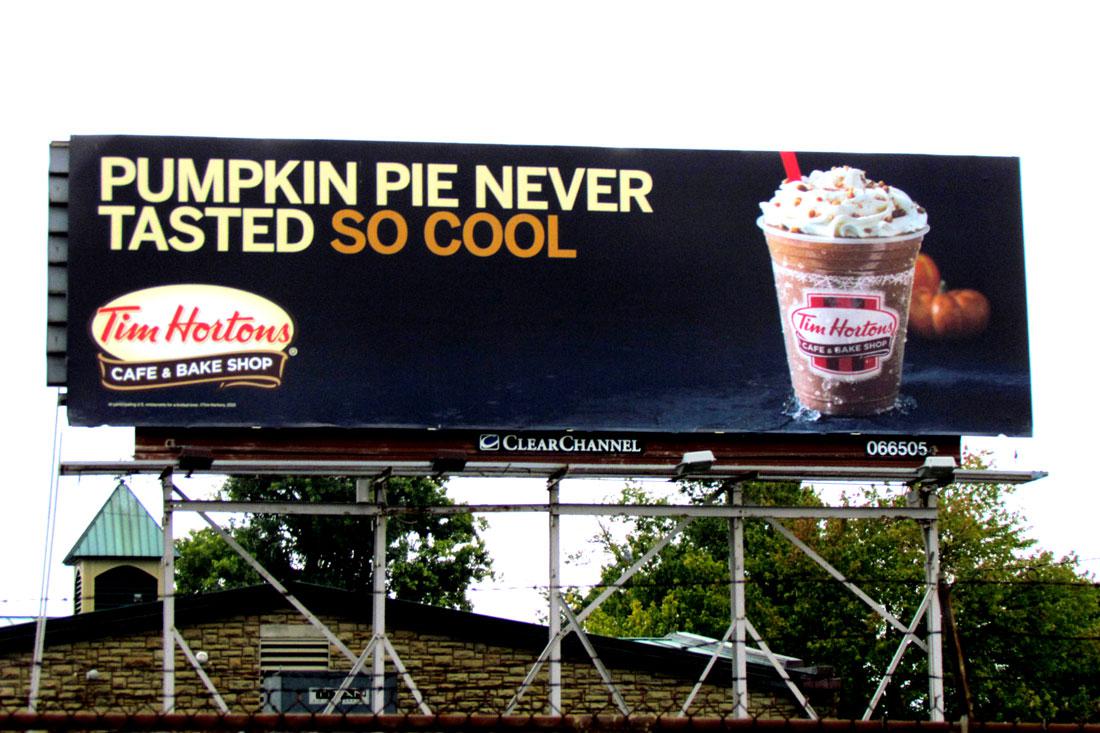 PUMPKIN PIE NEVER
TASTED SO COOL
Tim Hortons
CAFE & BAKE SHOP
®
Tim Hortons
CAFE & BAKE SHOP
CLEARCHANNEL
066505